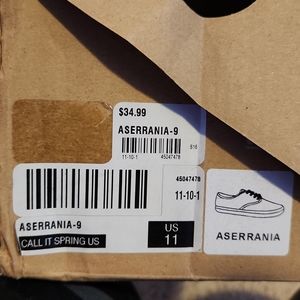 $34.99
ASERRANIA-9
516
11-10-1 45047478
45047478
11-10-1
ASERRANIA-9
CALL IT SPRING US
US
11
ASERRANIA